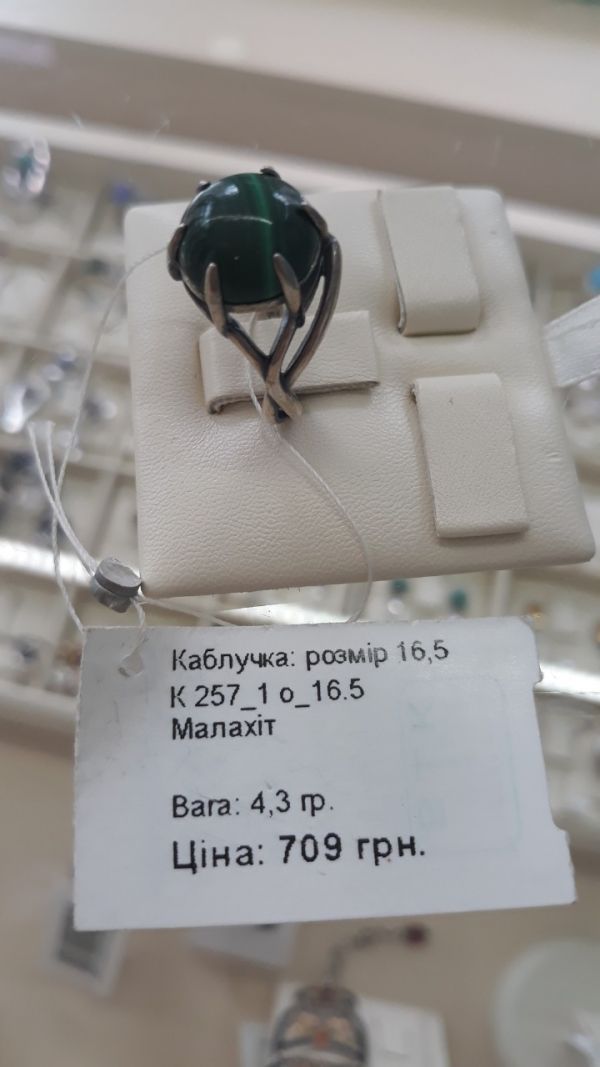 Каблучка: розмір 16,5
К 257_1 о_16.5
Малахіт
Вага: 4,3 гр.
Ціна: 709 грн.